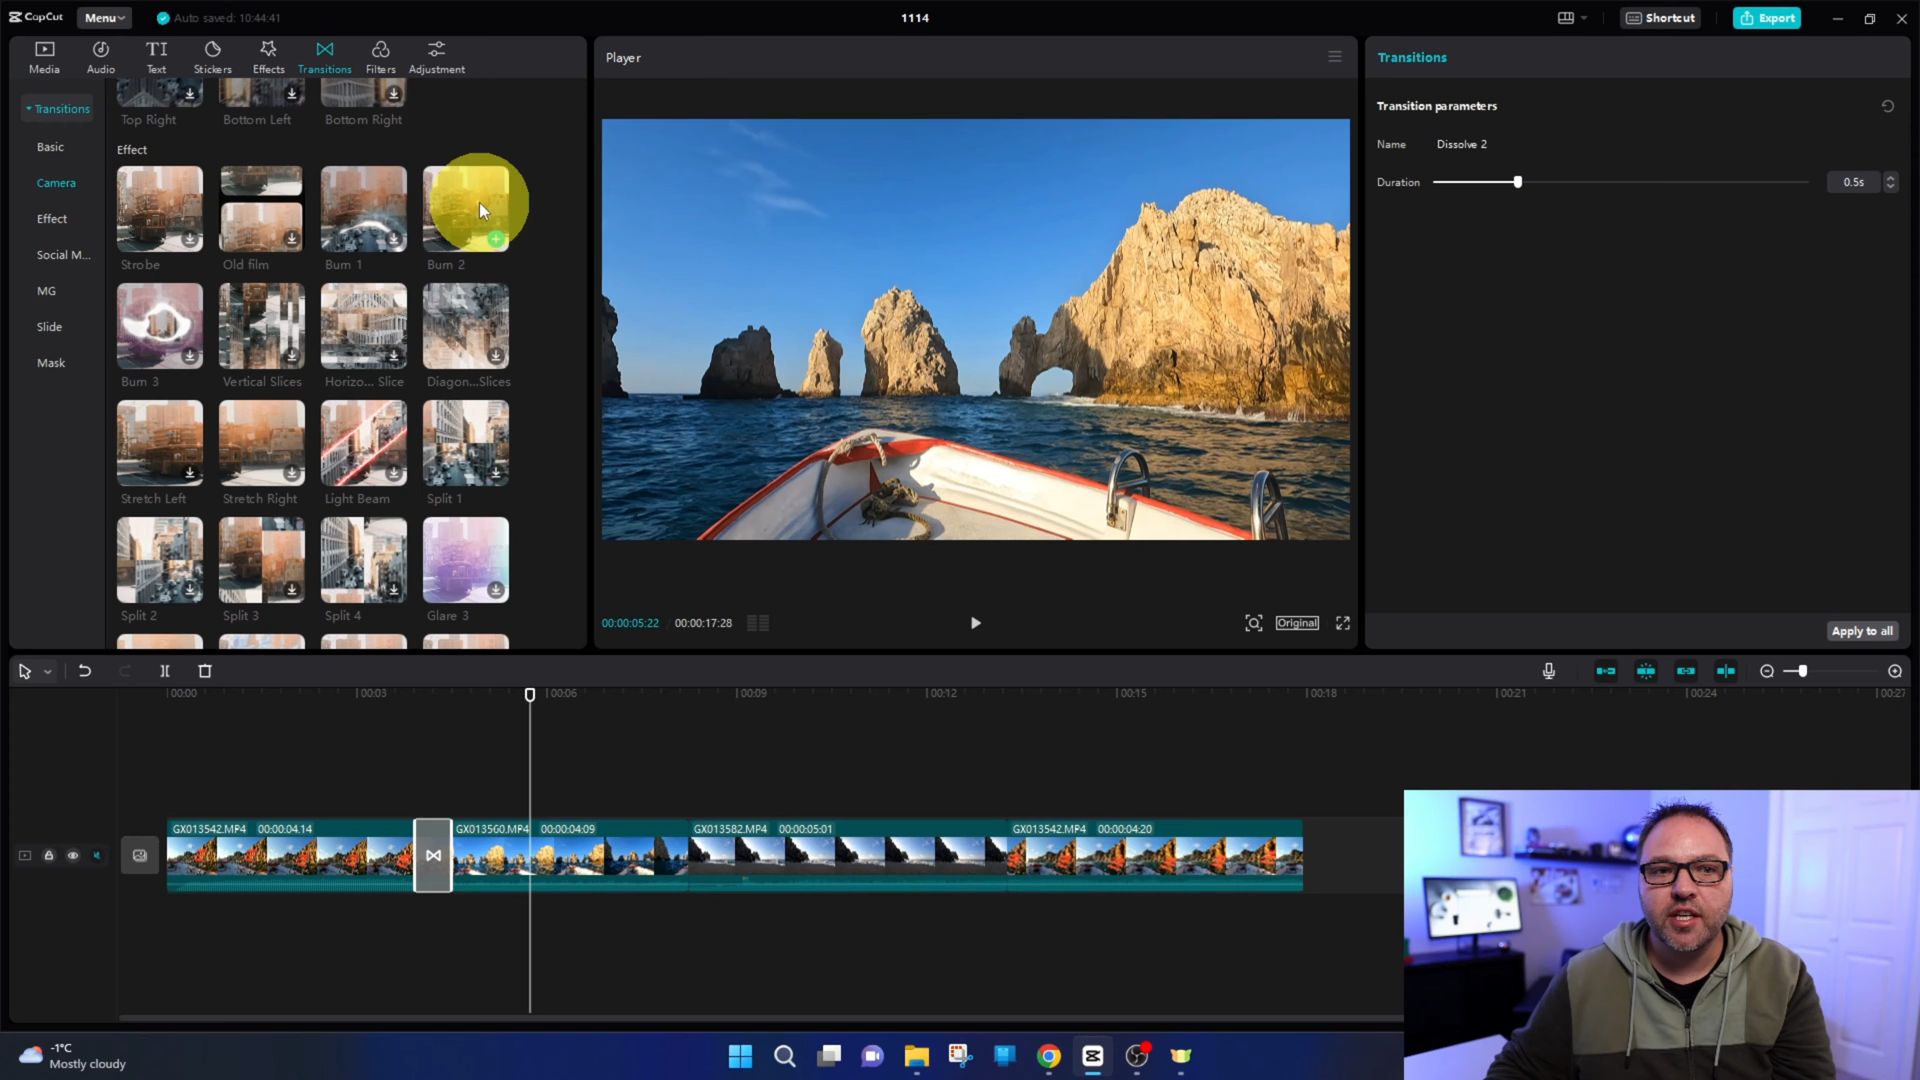 CapCut
Menu
Auto saved: 10:44:41
1114
Shortcut
Export
Media
Audio
TI
Text
Stickers
Effects
Transitions
Filters
Adjustment
Player
Transitions
Transitions
Basic
Camera
Effect
Social M...
MG
Slide
Mask
Top Right
Bottom Left
Bottom Right
Effect
Strobe
Old film
Burn 1
Burn 2
Burn 3
Vertical Slices
Horizo... Slice
Diagon...Slices
Stretch Left
Stretch Right
Light Beam
Split 1
Split 2
Split 3
Split 4
Glare 3
Transition parameters
Name
Dissolve 2
Duration
0.5s
00:00:05:22
00:00:17:28
Original
Apply to all
00:00
00:03
00:06
00:09
00:12
00:15
00:18
00:21
00:24
00:27
GX013542.MP4 00:00:04:14
GX013560.MP4 00:00:04:09
GX013582.MP4 00:00:05:01
GX013542.MP4 00:00:04:20
-1°C
Mostly cloudy